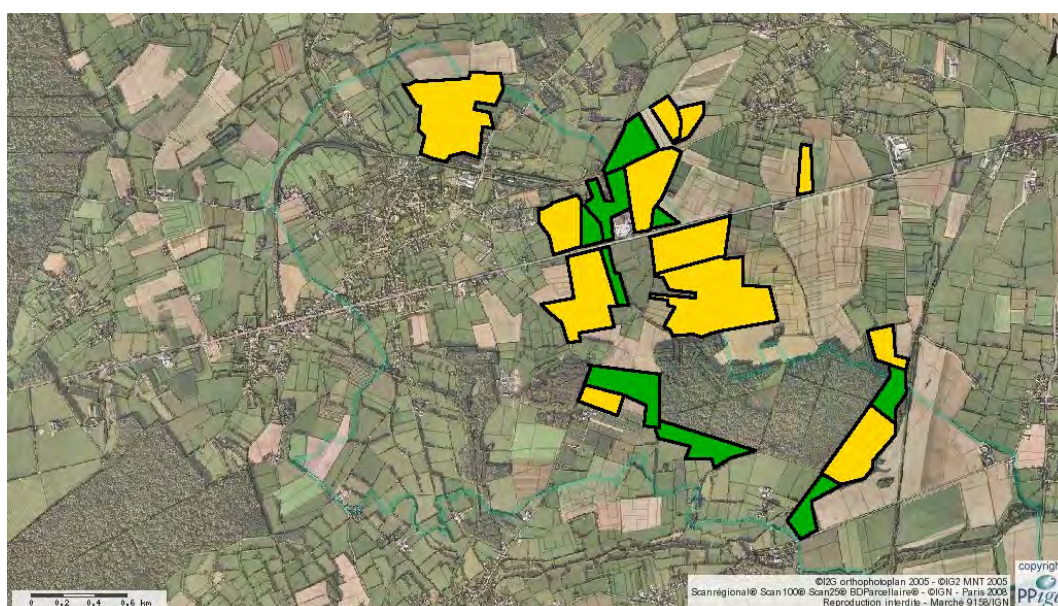 0 0.2 0.4 0.6 km
©I2G orthophotoplan 2005 - ©IG2 MNT 2005
Scanrégional® Scan100® Scan25® BDParcellaire® - ©IGN - Paris 2008
Reproduction interdite - Marché 9158/IGN
copyright
PPige